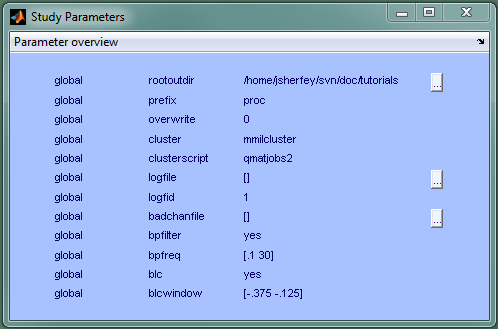 Study Parameters
Parameter overview
global rootoutdir /home/jsherfey/svn/doc/tutorials ...
global prefix proc
global overwrite 0
global cluster mmilcluster
global clusterscript qmatjobs2
global logfile [] ...
global logfid 1
global badchanfile [] ...
global bpfilter yes
global bpfreq [.1 30]
global blc yes
global blcwindow [-.375 -.125]